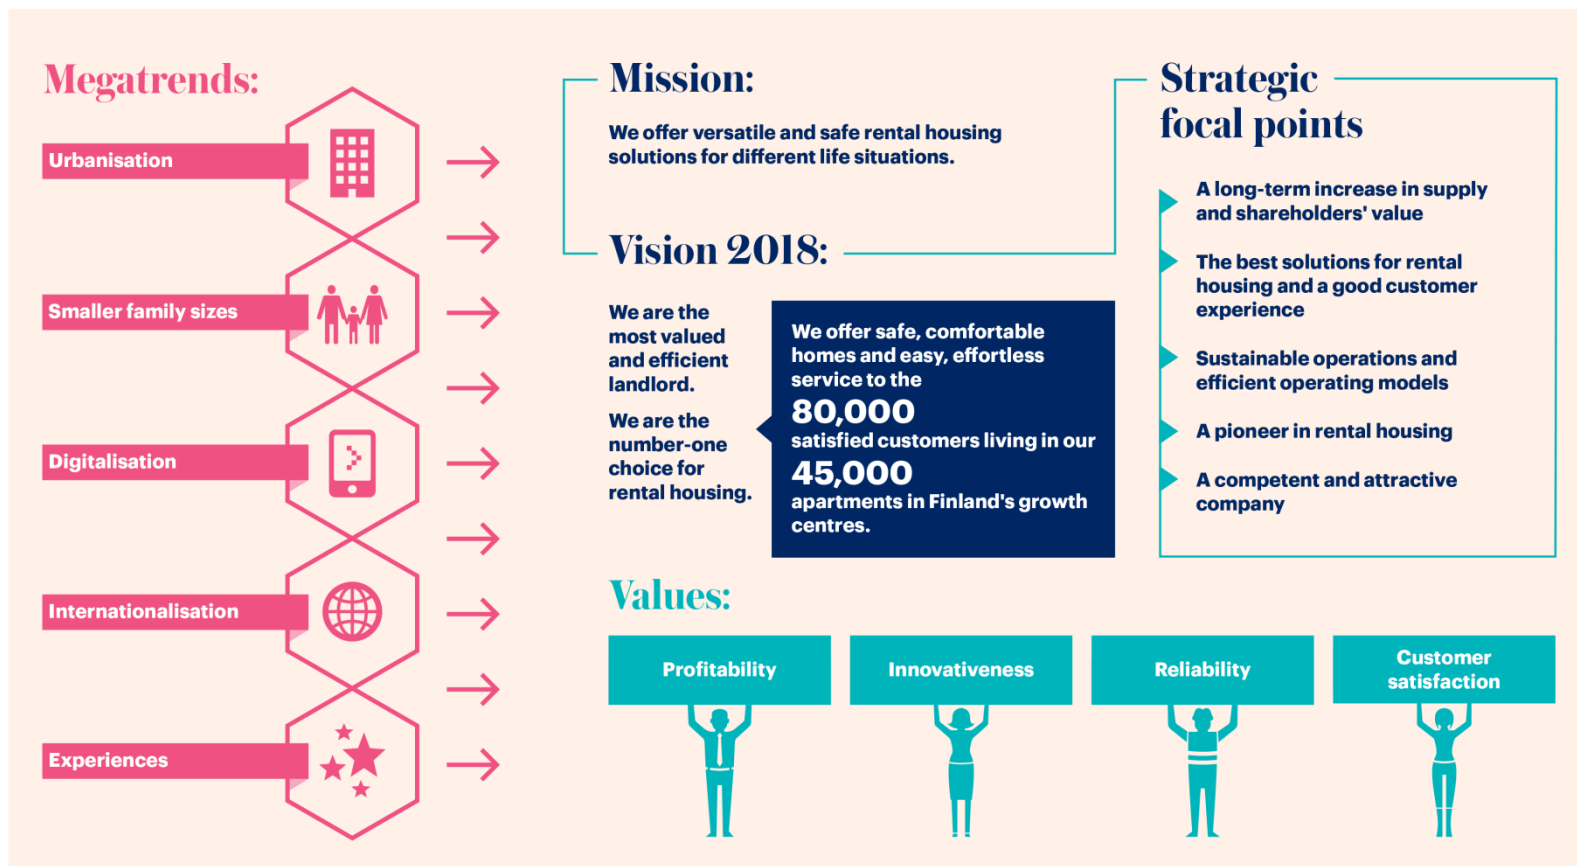 Megatrends:
Urbanisation
Smaller family sizes
Digitalisation
Internationalisation
Experiences
Mission:
We offer versatile and safe rental housing
solutions for different life situations.
Vision 2018:
We are the
most valued
and efficient
landlord.
We are the
number-one
choice for
rental housing.
We offer safe, comfortable
homes and easy, effortless
service to the
80,000
satisfied customers living in our
45,000
apartments in Finland's growth
centres.
Strategic
focal points
A long-term increase in supply
and shareholders' value
The best solutions for rental
housing and a good customer
experience
Sustainable operations and
efficient operating models
A pioneer in rental housing
A competent and attractive
company
Values:
Profitability
Innovativeness
Reliability
Customer
satisfaction